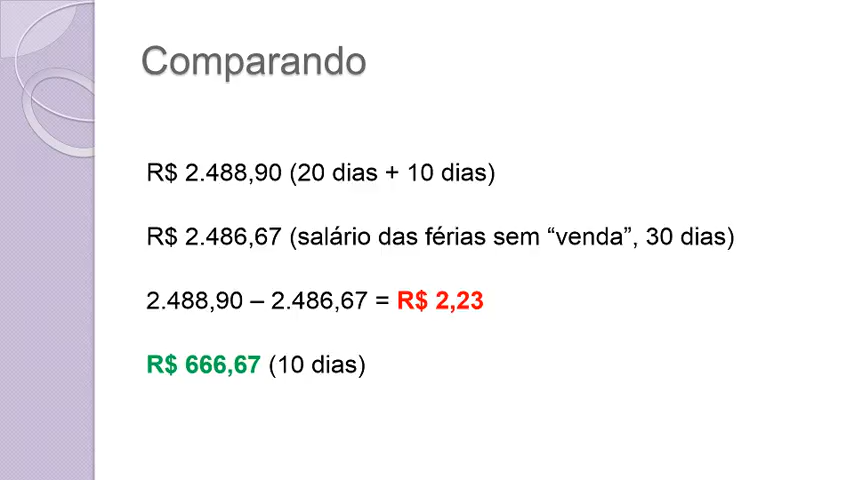 Comparando
R$ 2.488,90 (20 dias + 10 dias)
R$ 2.486,67 (salário das férias sem “venda”, 30 dias)
2.488,90 – 2.486,67 = R$ 2,23
R$ 666,67 (10 dias)